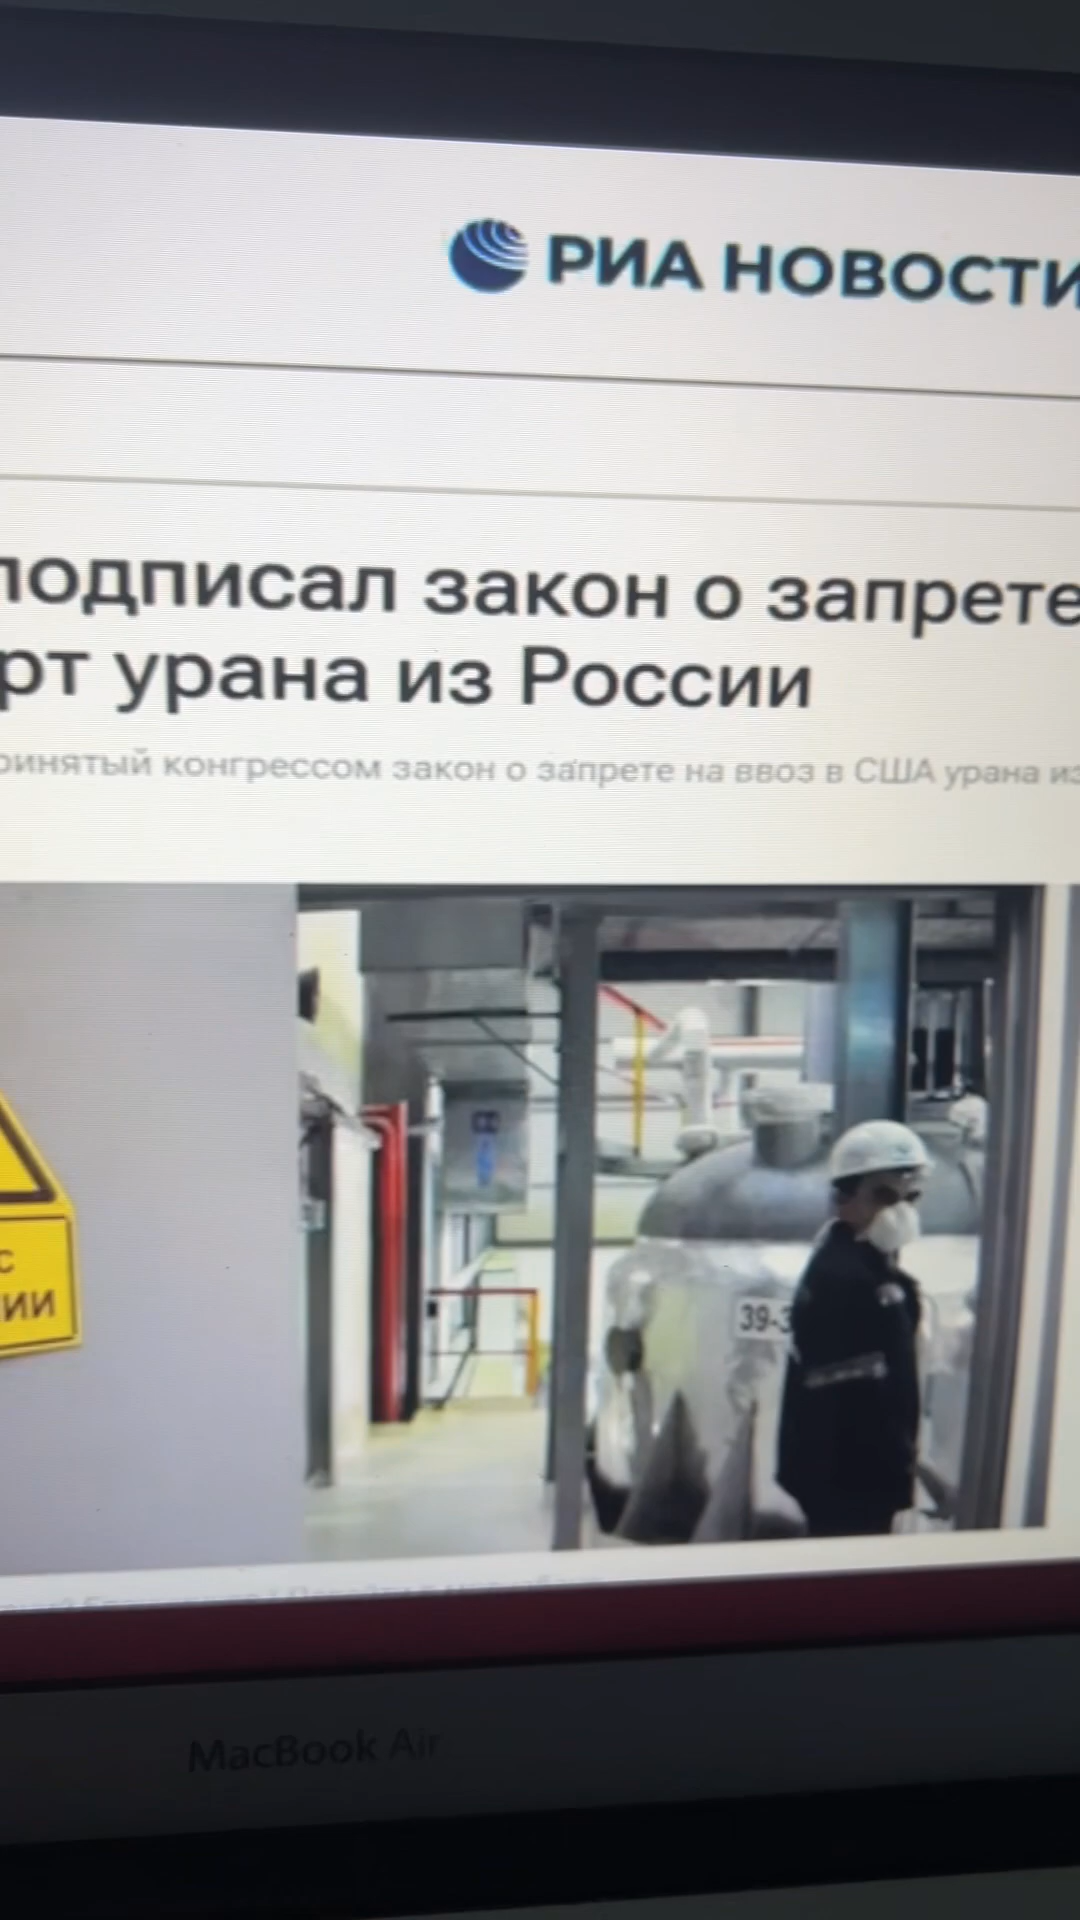 РИА НОВОСТИ
подписал закон о запрете
рт урана из России
ринятый конгрессом закон о запрете на ввоз в США урана из
С
ИИ
39-3
MacBook Air